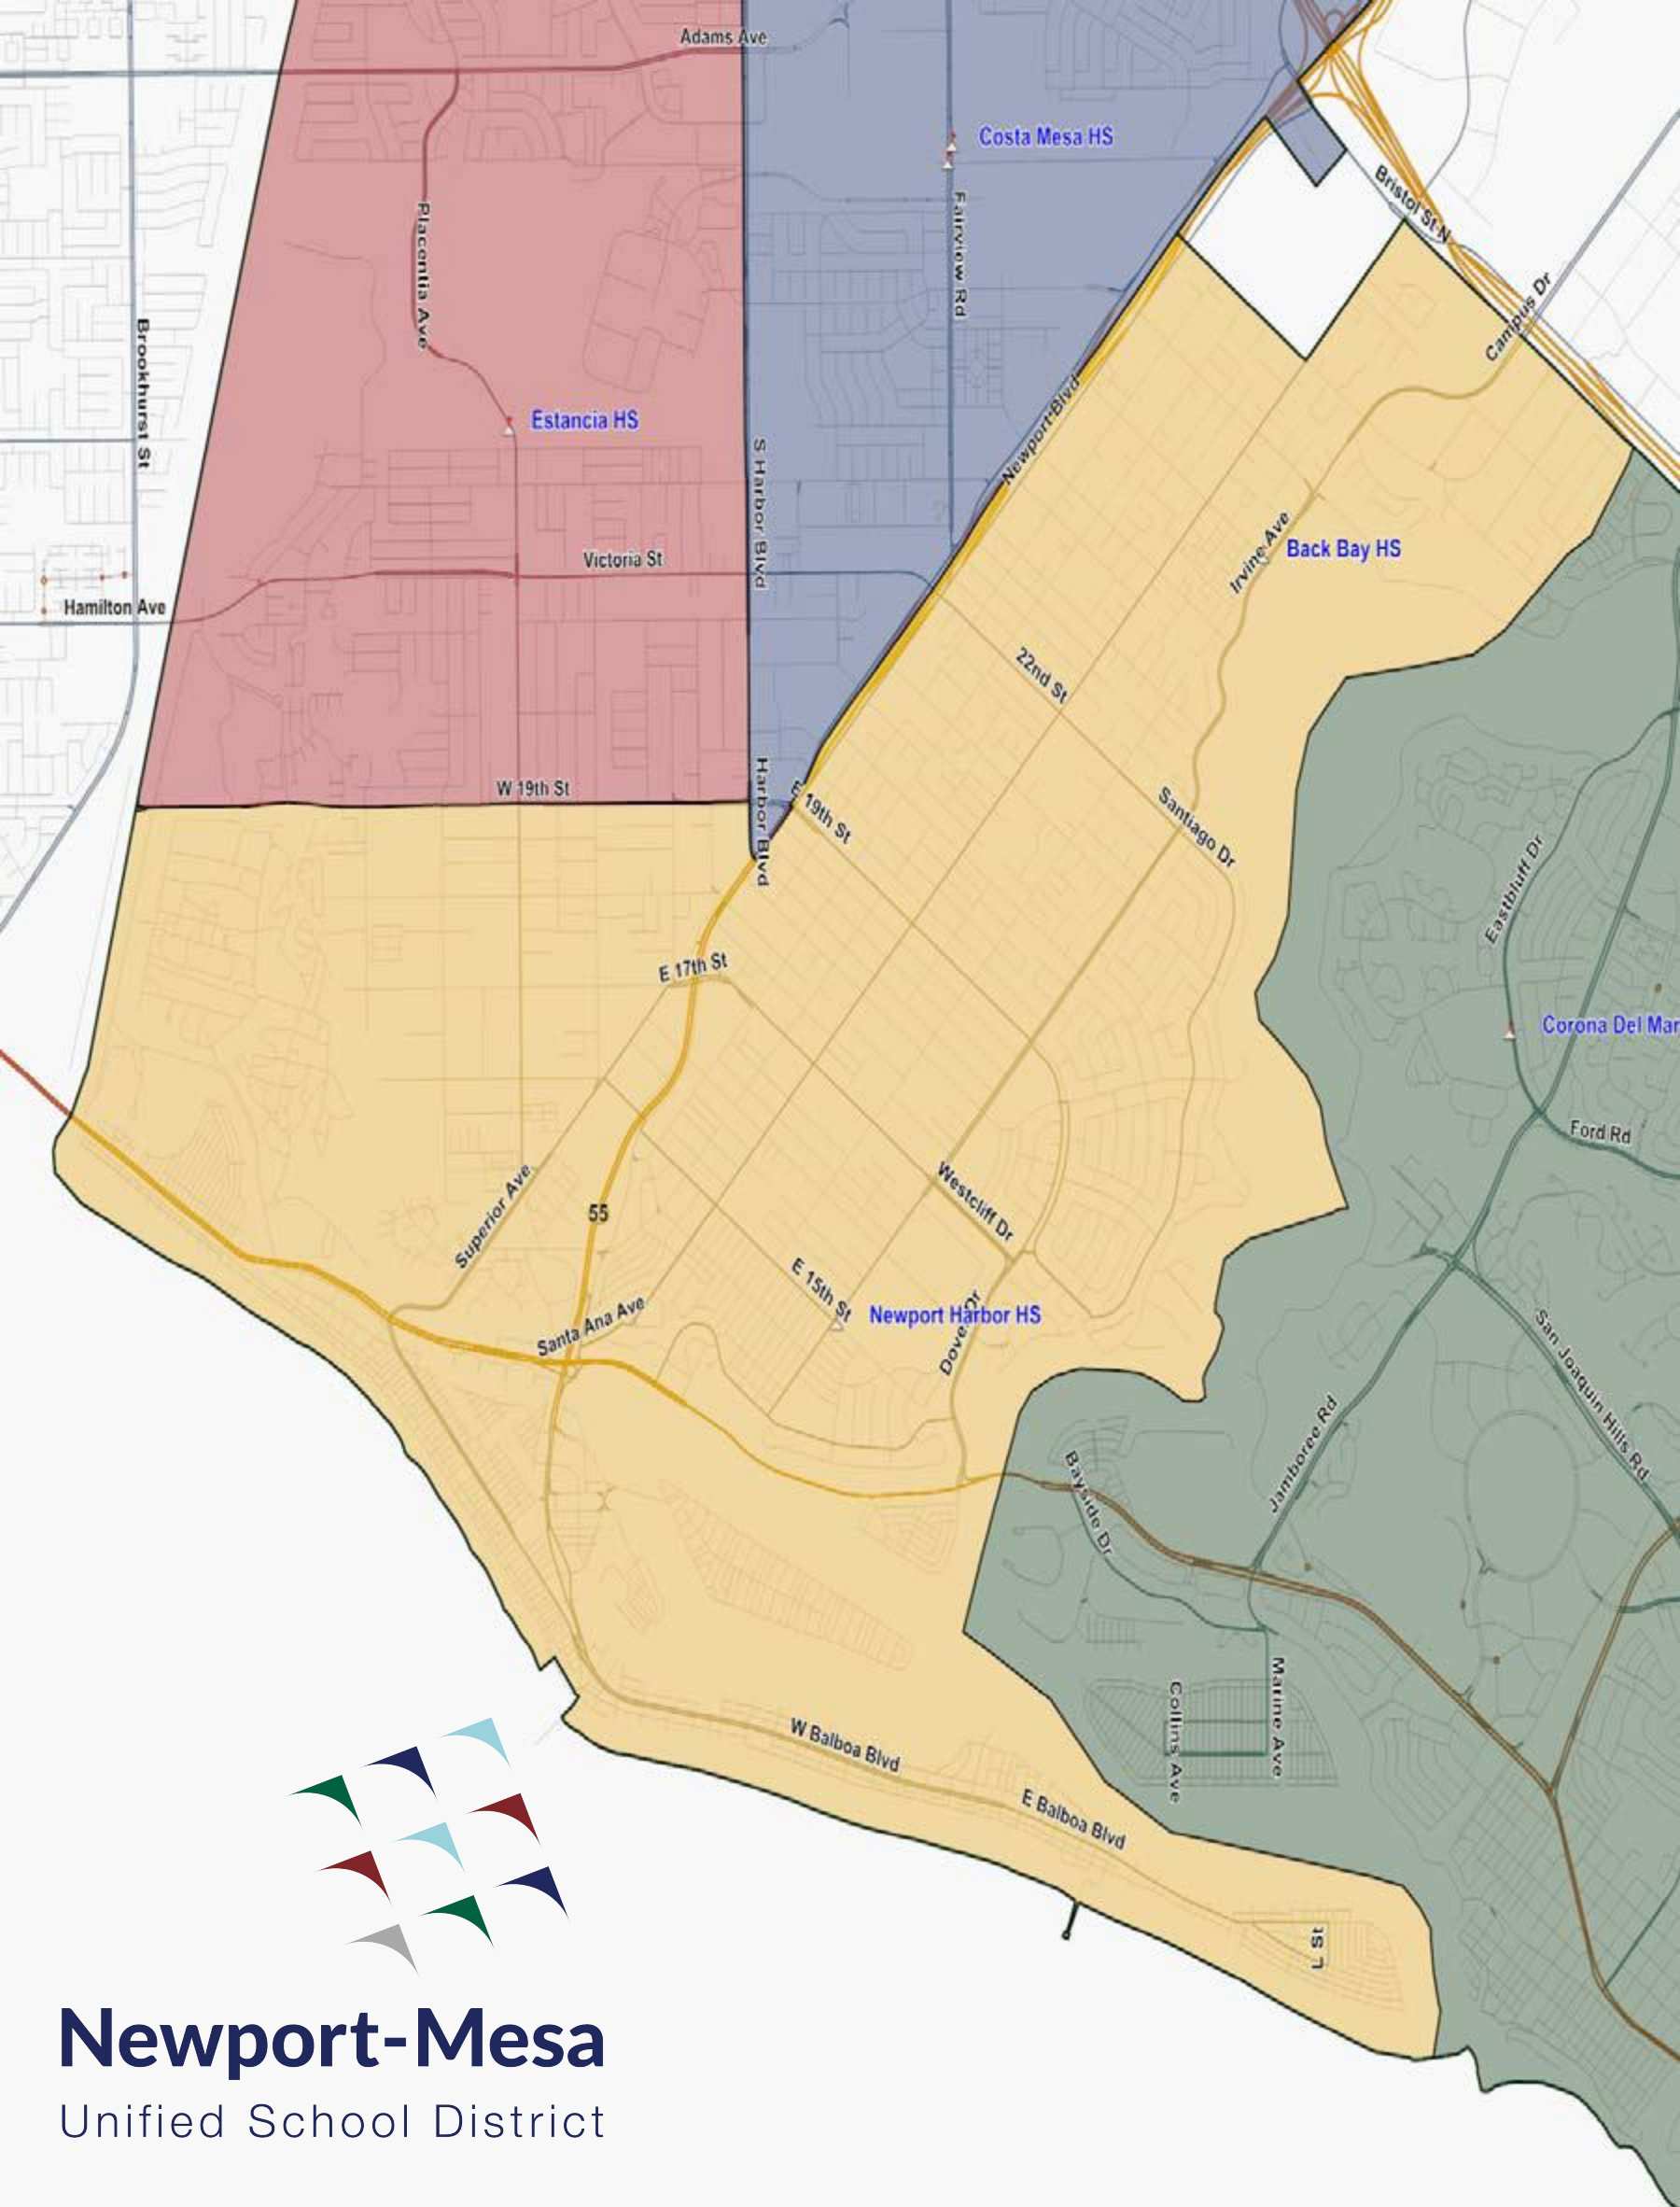 Adams Ave
Costa Mesa HS
Bristol St N
Placentia Ave
Fairview Rd
Campus Dr
Brookhurst St
Newport Blvd
Estancia HS
S Harbor Blvd
Irvine Ave
Back Bay HS
Victoria St
Hamilton Ave
22nd St
W 19th St
Harbor Blvd
E 19th St
Santiago Dr
Eastbluff Dr
E 17th St
Corona Del Mar
Ford Rd
Superior Ave
55
Westcliff Dr
E 15th St
Newport Harbor HS
Dover Dr
Santa Ana Ave
San Joaquin Hills Rd
Jamboree Rd
Bayside Dr
Collins Ave
Marine Ave
W Balboa Blvd
E Balboa Blvd
L St
Newport-Mesa
Unified School District